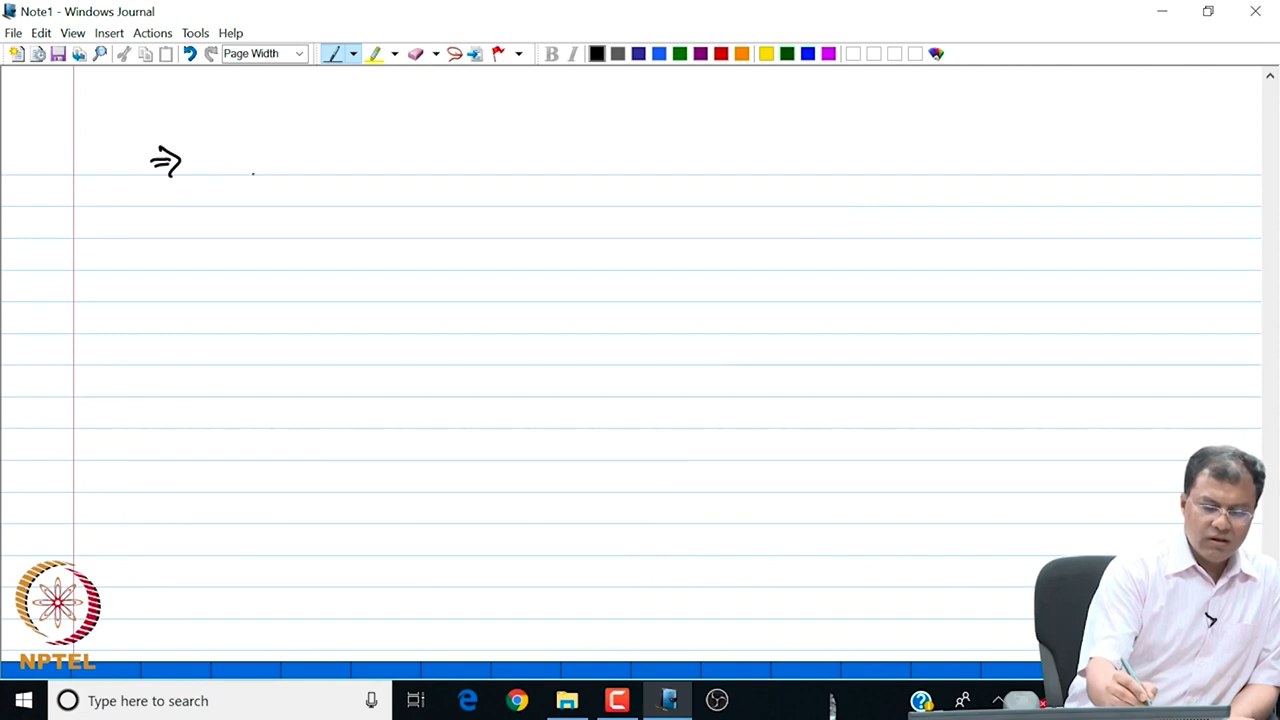 Note1 - Windows Journal
File Edit View Insert Actions Tools Help
Page Width B I
⇒
NPTEL
Type here to search